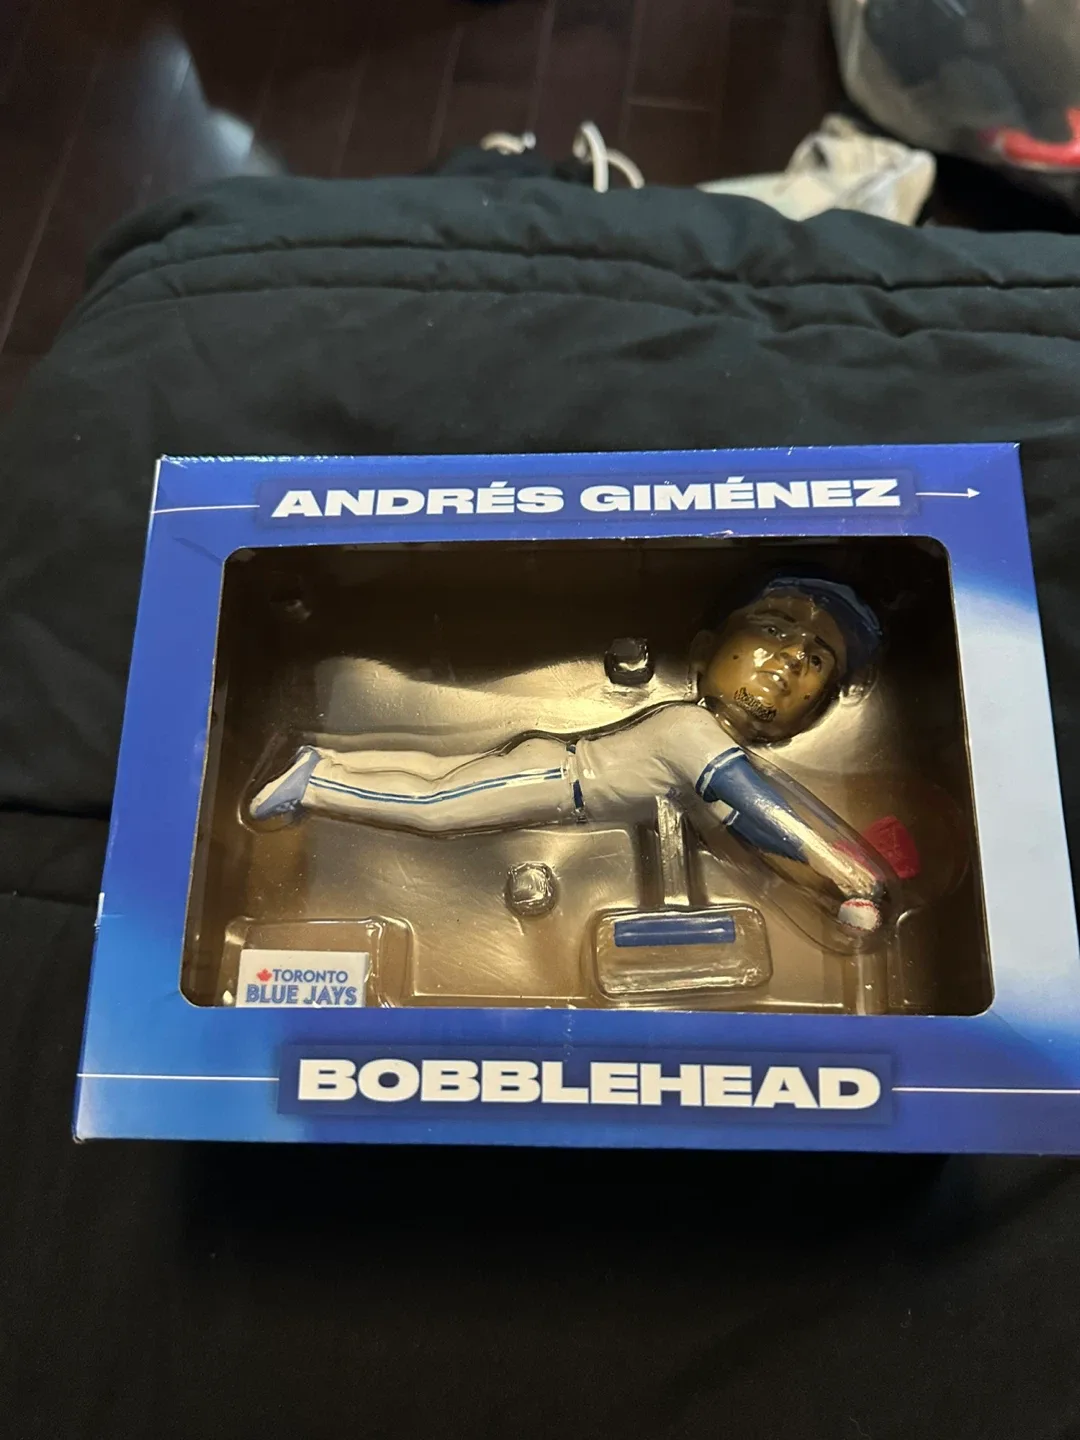 ANDRÉS GIMÉNEZ
TORONTO
BLUE JAYS
BOBBLEHEAD